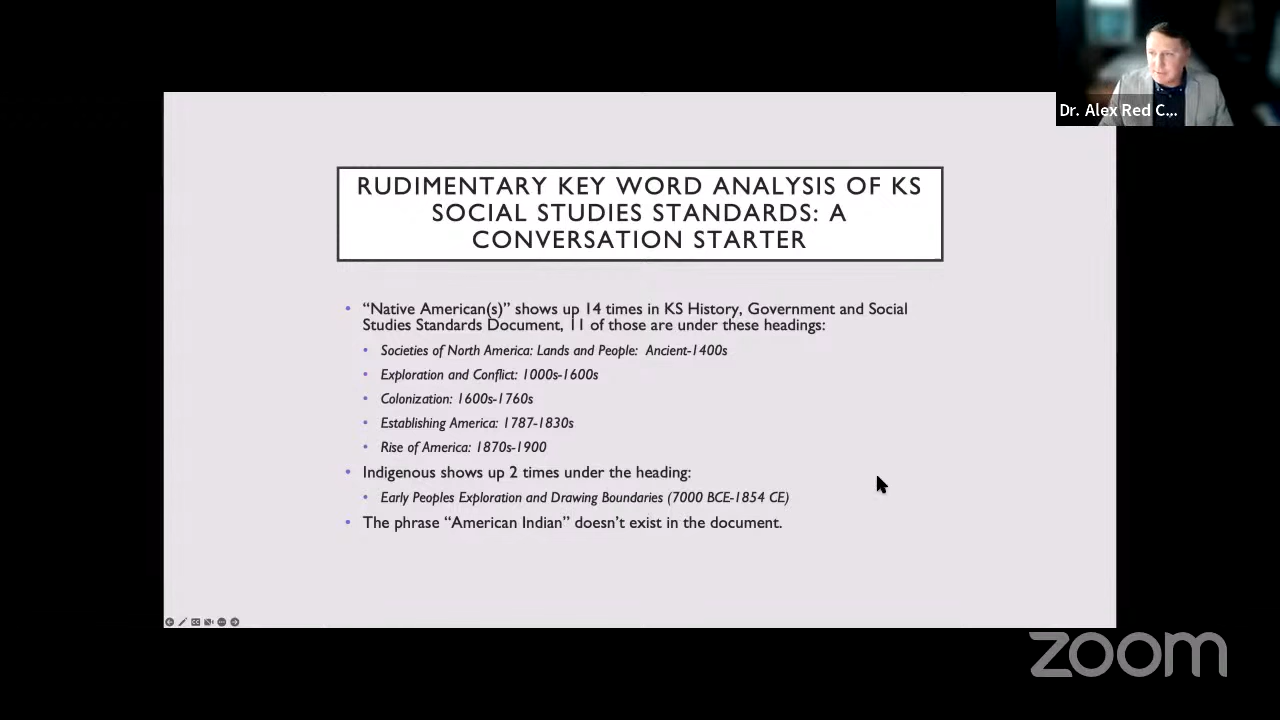 Dr. Alex Red C...
RUDIMENTARY KEY WORD ANALYSIS OF KS
SOCIAL STUDIES STANDARDS: A
CONVERSATION STARTER
• “Native American(s)” shows up 14 times in KS History, Government and Social
Studies Standards Document, 11 of those are under these headings:
• Societies of North America: Lands and People: Ancient-1400s
• Exploration and Conflict: 1000s-1600s
• Colonization: 1600s-1760s
• Establishing America: 1787-1830s
• Rise of America: 1870s-1900
• Indigenous shows up 2 times under the heading:
• Early Peoples Exploration and Drawing Boundaries (7000 BCE-1854 CE)
• The phrase “American Indian” doesn’t exist in the document.
zoom